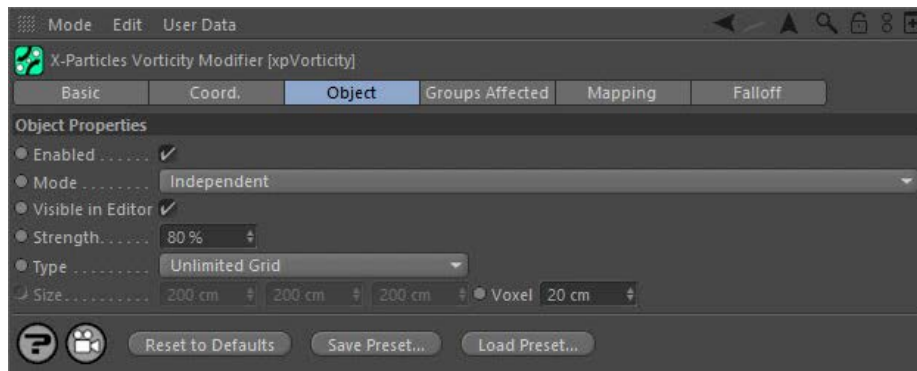 Mode Edit User Data
X-Particles Vorticity Modifier [xpVorticity]
Basic Coord. Object Groups Affected Mapping Falloff
Object Properties
Enabled . . . . . . ✔
Mode . . . . . . . . Independent
Visible in Editor ✔
Strength. . . . . . 80 %
Type . . . . . . . . . Unlimited Grid
Size. . . . . . . . . . 200 cm 200 cm 200 cm Voxel 20 cm
? Reset to Defaults Save Preset... Load Preset...